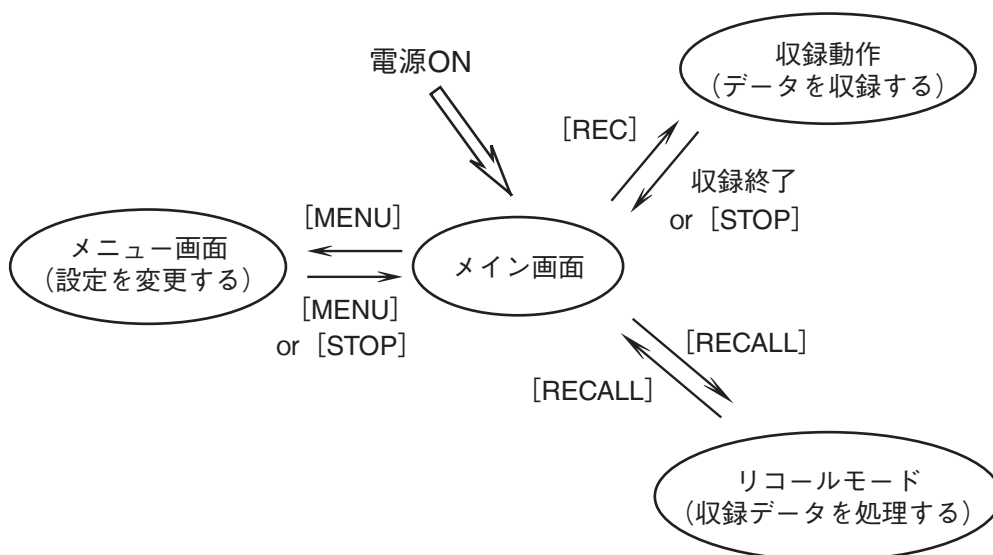 電源ON
収録動作
（データを収録する）
［REC］
収録終了
or［STOP］
［MENU］
メニュー画面
（設定を変更する）
メイン画面
［MENU］
or［STOP］
［RECALL］
［RECALL］
リコールモード
（収録データを処理する）